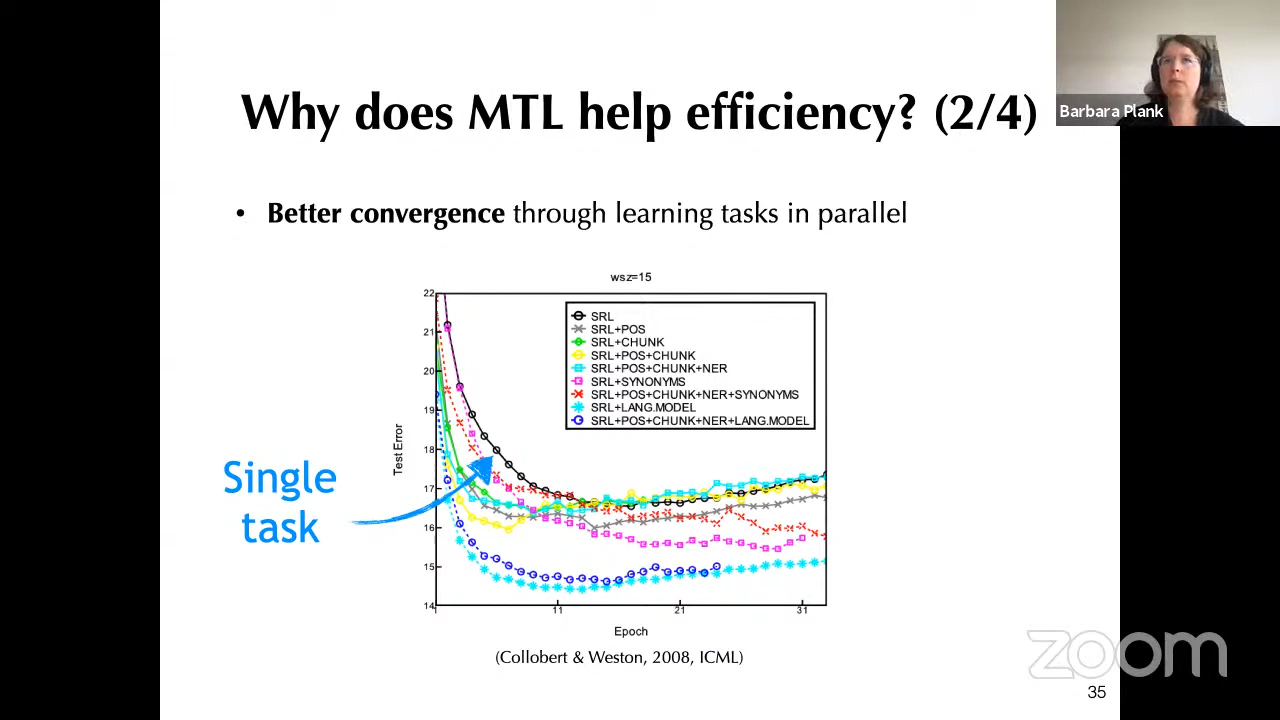 Why does MTL help efficiency? (2/4)
Barbara Plank
• Better convergence through learning tasks in parallel
wsz=15
22
21
20
19
18
17
16
15
14
Test Error
SRL
SRL+POS
SRL+CHUNK
SRL+POS+CHUNK
SRL+POS+CHUNK+NER
SRL+SYNONYMS
SRL+POS+CHUNK+NER+SYNONYMS
SRL+LANG.MODEL
SRL+POS+CHUNK+NER+LANG.MODEL
Single
task
1 11 21 31
Epoch
(Collobert & Weston, 2008, ICML)
zoom
35